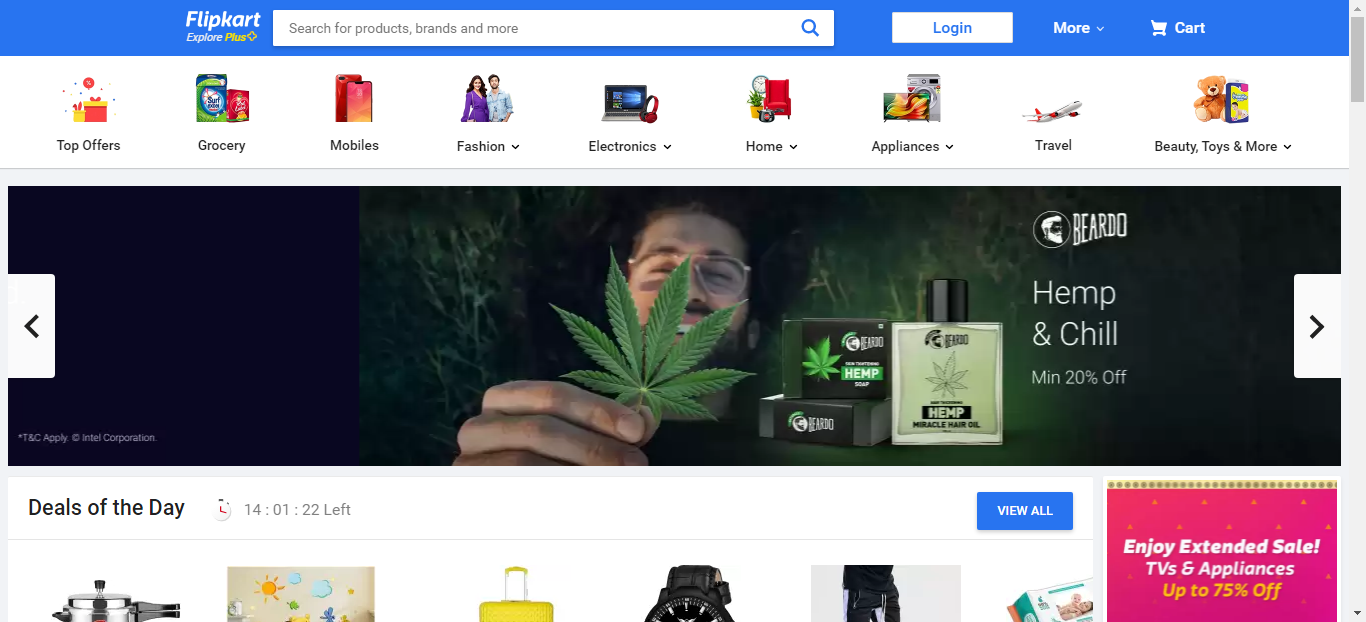 Flipkart
Explore Plus
Search for products, brands and more
Login
More
Cart
Top Offers
Grocery
Mobiles
Fashion
Electronics
Home
Appliances
Travel
Beauty, Toys & More
BEARDO
Hemp
& Chill
Min 20% Off
BEARDO
HEMP
SOAP
BEARDO
BEARDO
HEMP
MIRACLE HAIR OIL
*T&C Apply. © Intel Corporation.
Deals of the Day
14 : 01 : 22 Left
VIEW ALL
Enjoy Extended Sale!
TVs & Appliances
Up to 75% Off